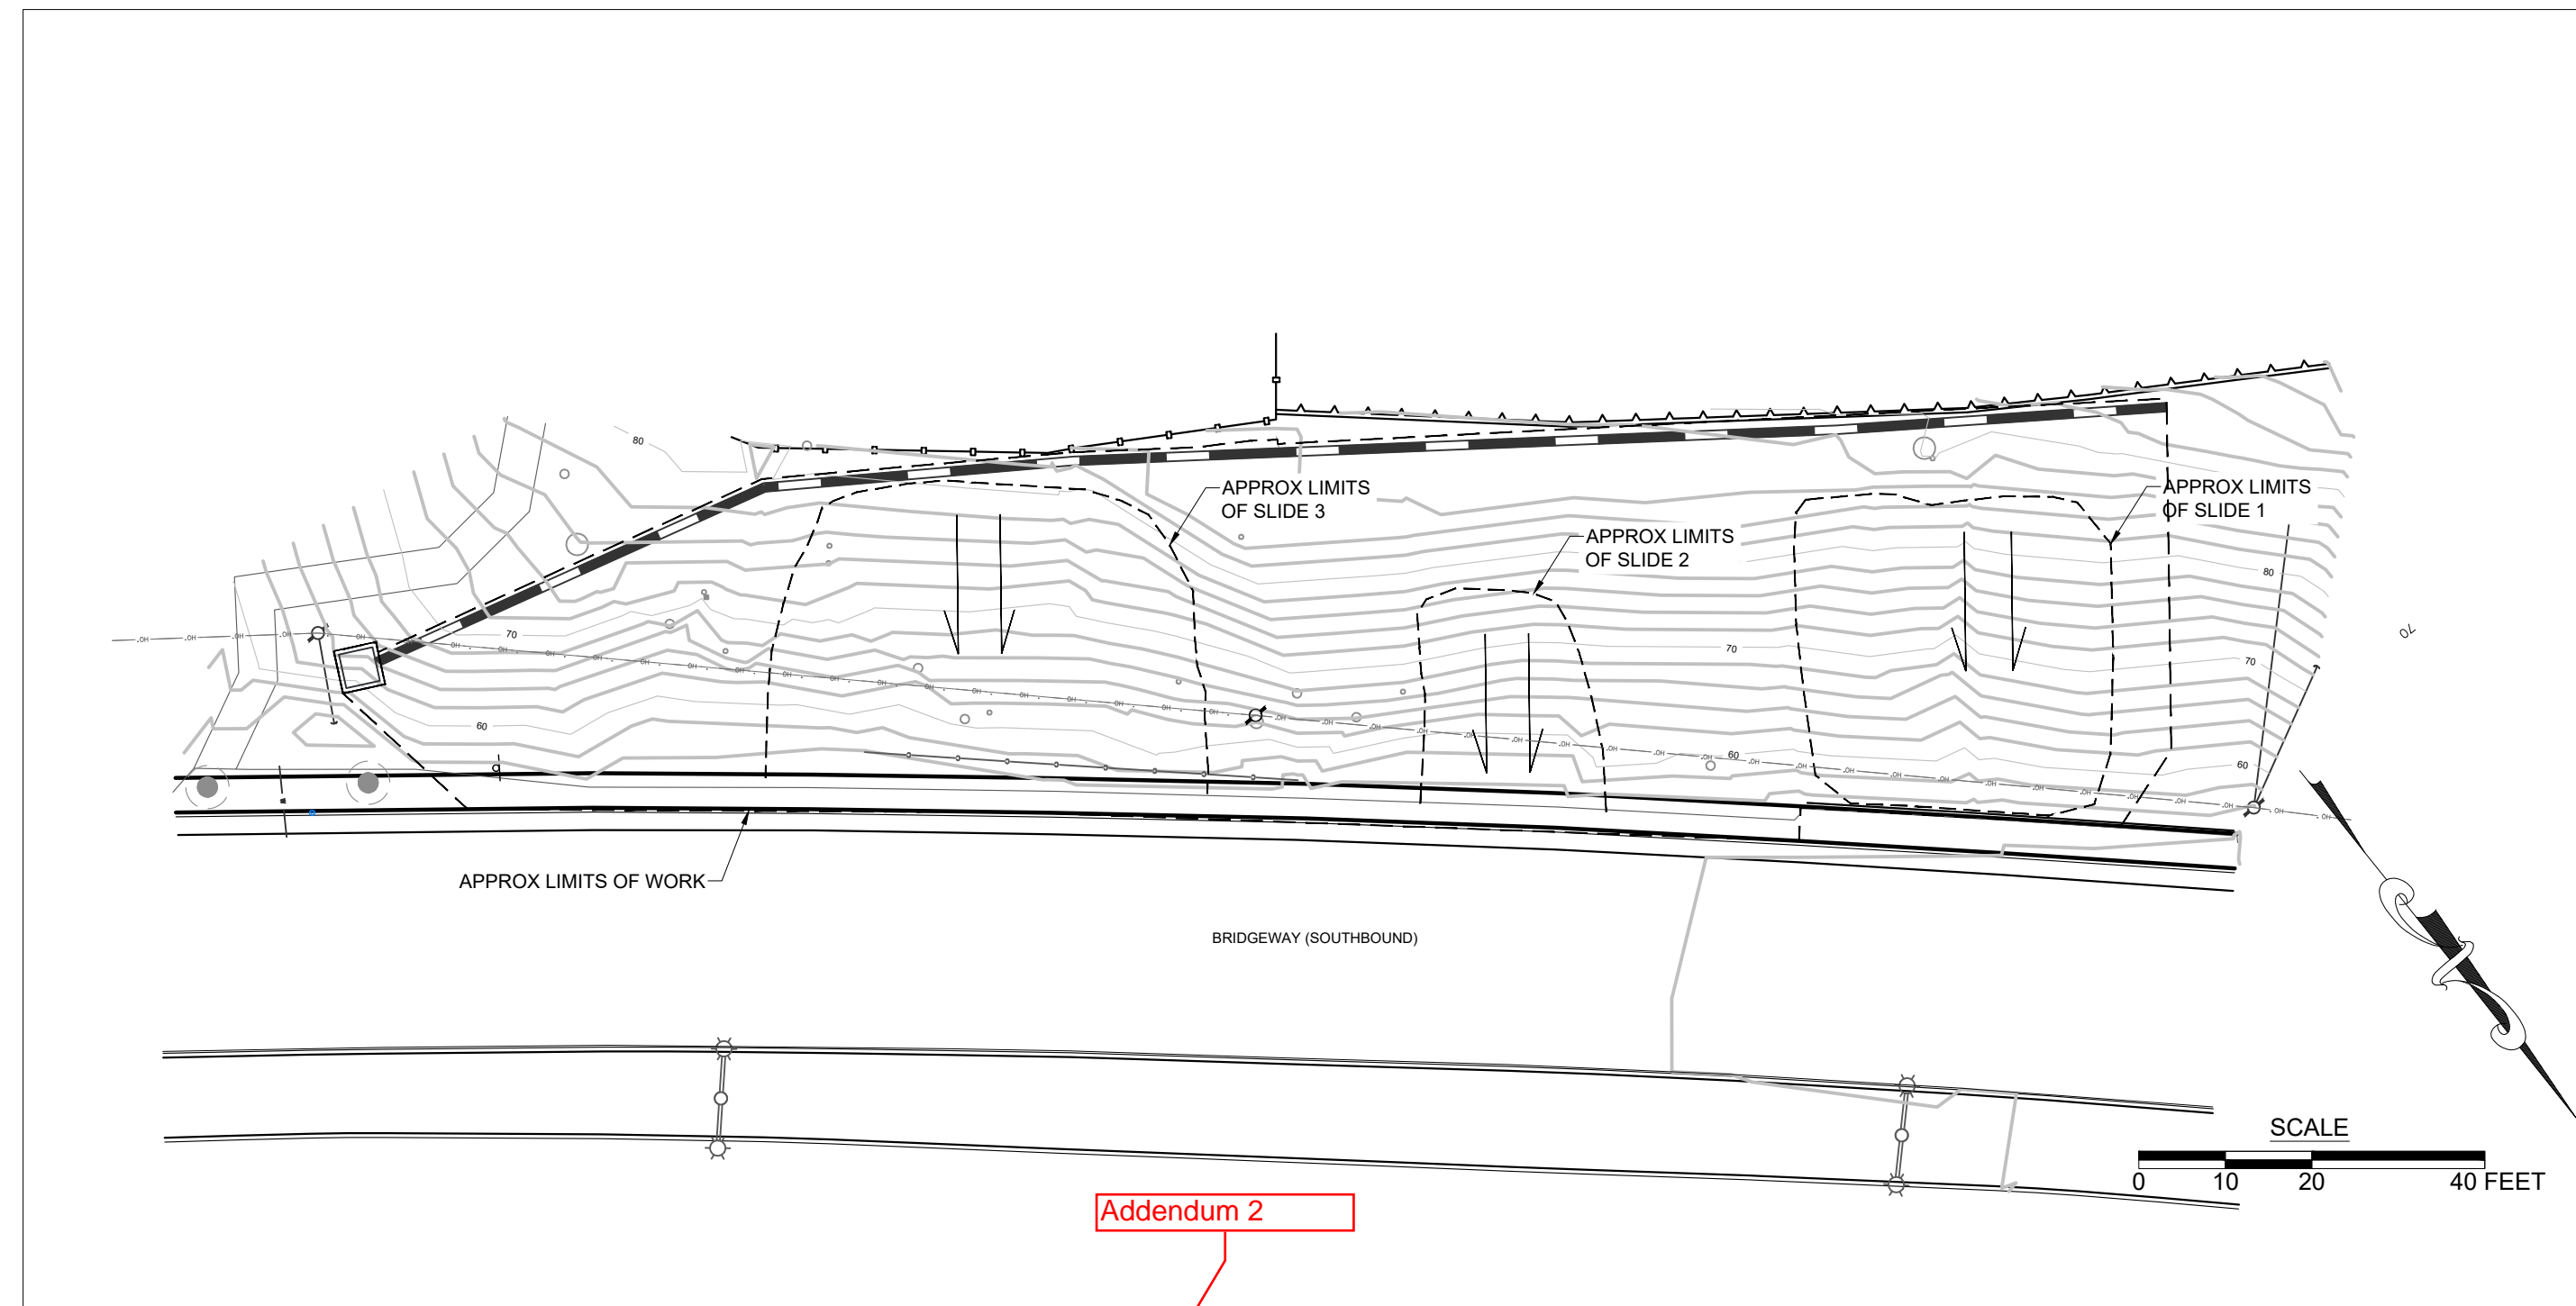 80
APPROX LIMITS
OF SLIDE 3
APPROX LIMITS
OF SLIDE 1
APPROX LIMITS
OF SLIDE 2
80
70
70
70
70
60
60
60
OH
APPROX LIMITS OF WORK
BRIDGEWAY (SOUTHBOUND)
SCALE
0 10 20 40 FEET
Addendum 2